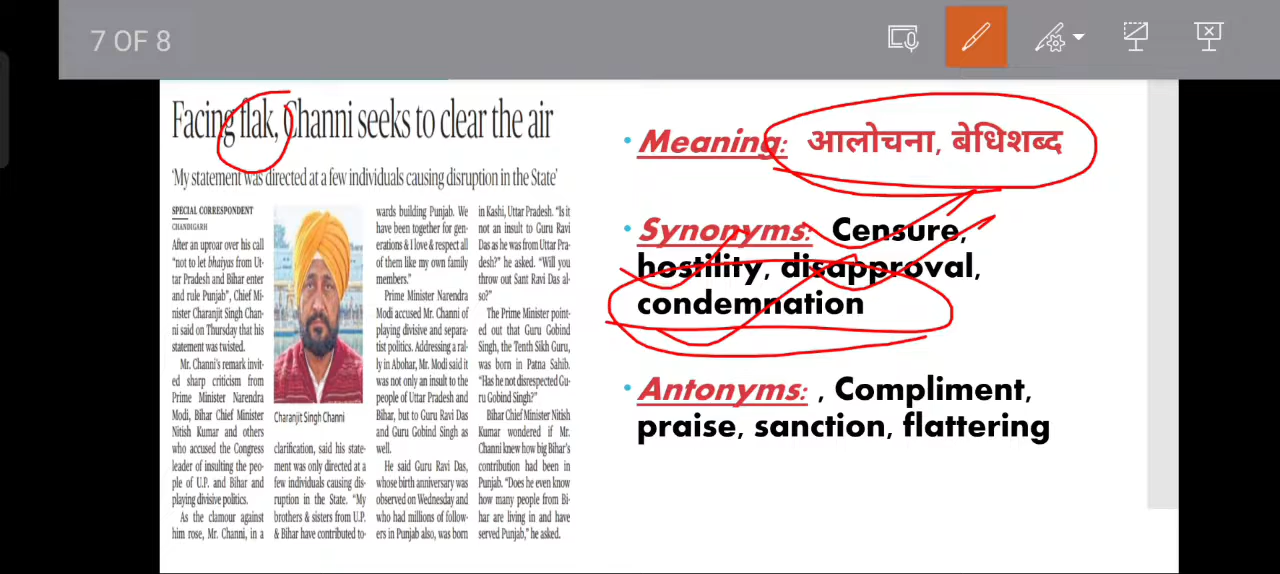 7 OF 8
Facing flak, Channi seeks to clear the air
'My statement was directed at a few individuals causing disruption in the State'
SPECIAL CORRESPONDENT
CHANDIGARH
After an uproar over his call
"not to let bhaiyus from Ut-
tar Pradesh and Bihar enter
and rule Punjab", Chief Mi-
nister Charanjit Singh Chan-
ni said on Thursday that his
statement was twisted.
Mr. Channi's remark invit-
ed sharp criticism from
Prime Minister Narendra
Modi, Bihar Chief Minister
Nitish Kumar and others
who accused the Congress
leader of insulting the peo-
ple of U.P. and Bihar and
playing divisive politics.
As the clamour against
him rose, Mr. Channi, in a
Charanjit Singh Channi
clarification, said his state-
ment was only directed at a
few individuals causing dis-
ruption in the State. "My
brothers & sisters from U.P.
& Bihar have contributed to-
wards building Punjab. We
have been together for gen-
erations & I love & respect all
of them like my own family
members."
Prime Minister Narendra
Modi accused Mr. Channi of
playing divisive and separa-
tist politics. Addressing a ral-
ly in Abohar, Mr. Modi said it
was not only an insult to the
people of Uttar Pradesh and
Bihar, but to Guru Ravi Das
and Guru Gobind Singh as
well.
He said Guru Ravi Das,
whose birth anniversary was
observed on Wednesday and
who had millions of follow-
ers in Punjab also, was born
in Kashi, Uttar Pradesh. "Is it
not an insult to Guru Ravi
Das as he was from Uttar Pra-
desh?" he asked. "Will you
throw out Sant Ravi Das al-
so?"
The Prime Minister point-
ed out that Guru Gobind
Singh, the Tenth Sikh Guru,
was born in Patna Sahib.
"Has he not disrespected Gu-
ru Gobind Singh?"
Bihar Chief Minister Nitish
Kumar wondered if Mr.
Channi knew how big Bihar's
contribution had been in
Punjab. "Does he even know
how many people from Bi-
har are living in and have
served Punjab," he asked.
• Meaning: आलोचना, बेधिशब्द
• Synonyms: Censure,
hostility, disapproval,
condemnation
• Antonyms: , Compliment,
praise, sanction, flattering